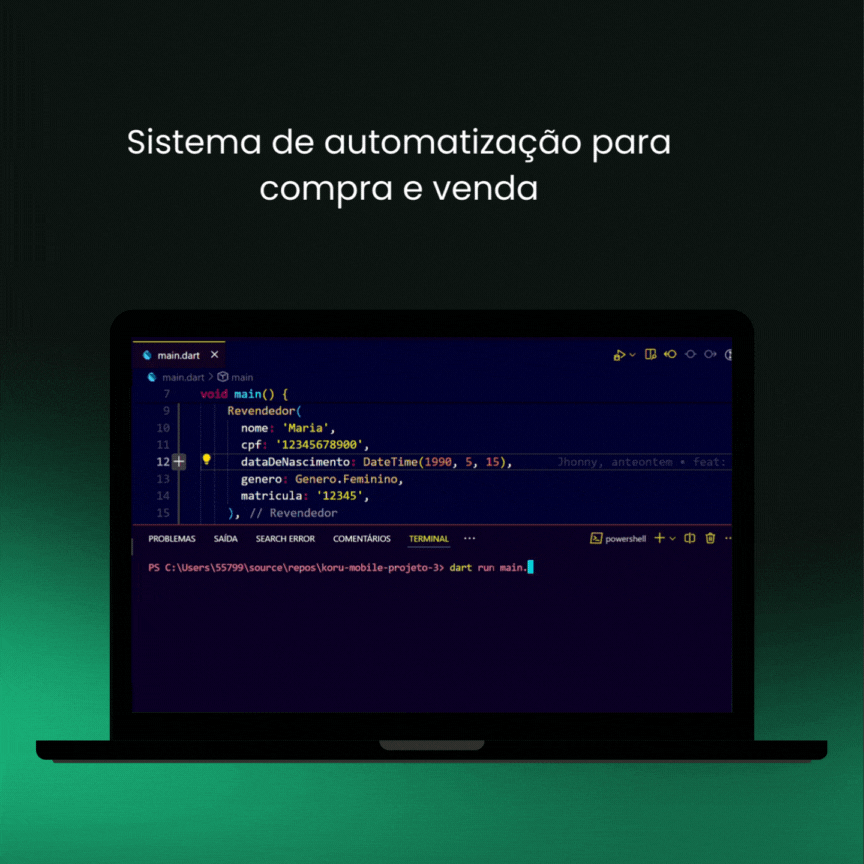 Sistema de automatização para
compra e venda
main.dart
main.dart > main
7 void main() {
9 Revendedor(
10 nome: 'Maria',
11 cpf: '12345678900',
12 dataDeNascimento: DateTime(1990, 5, 15), Jhonny, anteontem • feat:
13 genero: Genero.Feminino,
14 matricula: '12345',
15 ), // Revendedor
PROBLEMAS SAÍDA SEARCH ERROR COMENTÁRIOS TERMINAL ··· powershell
PS C:\Users\55799\source\repos\koru-mobile-projeto-3> dart run main.